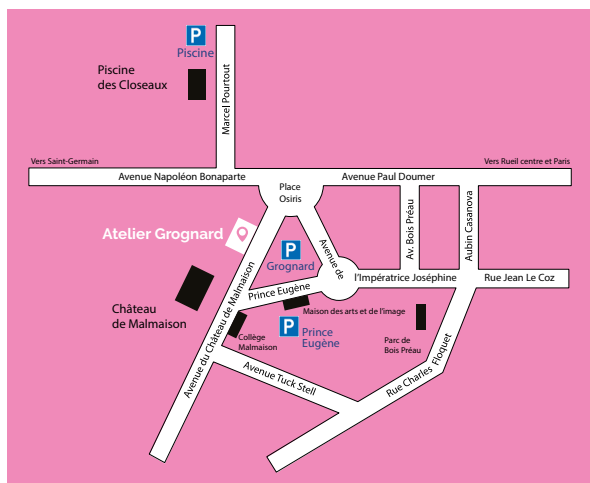 P
Piscine
Piscine
des Closeaux
Marcel Pourtout
Vers Saint-Germain
Vers Rueil centre et Paris
Avenue Napoléon Bonaparte
Avenue Paul Doumer
Place
Osiris
Atelier Grognard
P
Grognard
Avenue de
l'Impératrice Joséphine
Av. Bois Préau
Aubin Casanova
Rue Jean Le Coz
Prince Eugène
Château
de Malmaison
Avenue du Château de Malmaison
Maison des arts et de l'image
P
Prince
Eugène
Collège
Malmaison
Parc de
Bois Préau
Avenue Tuck Stell
Rue Charles Floquet